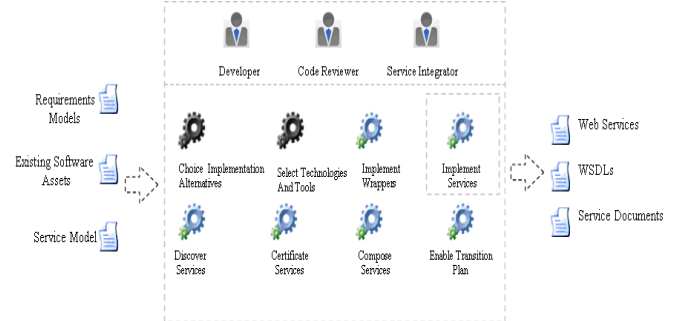 Developer
Code Reviewer
Service Integrator
Requirements
Models
Existing Software
Assets
Service Model
Choice Implementation
Alternatives
Select Technologies
And Tools
Implement
Wrappers
Implement
Services
Discover
Services
Certificate
Services
Compose
Services
Enable Transition
Plan
Web Services
WSDLs
Service Documents